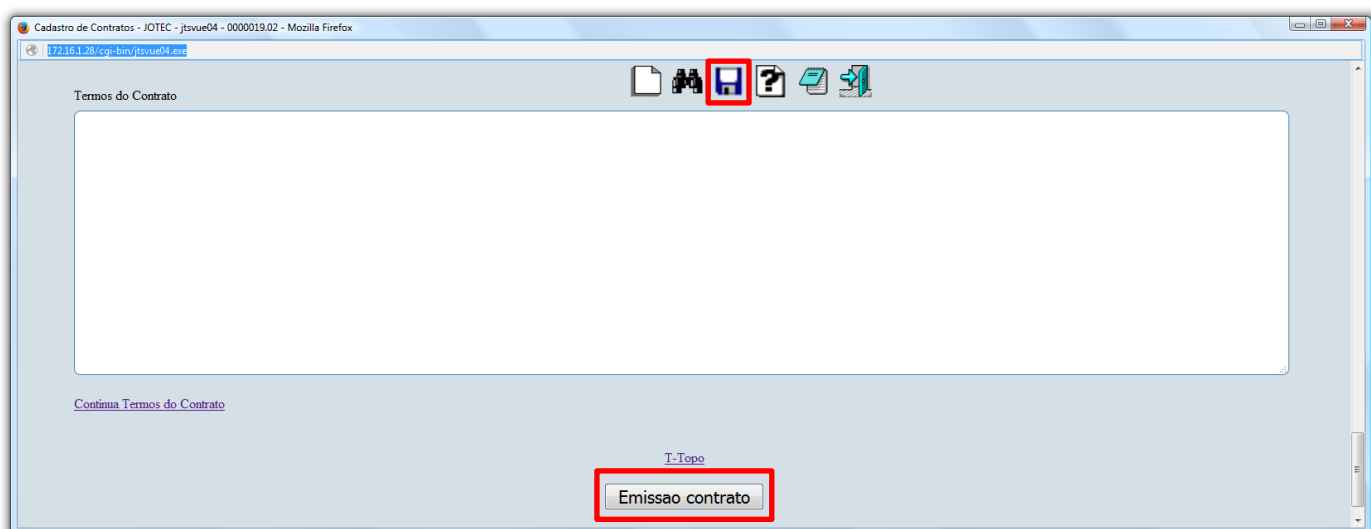 Cadastro de Contratos - JOTEC - jtsvue04 - 0000019.02 - Mozilla Firefox
172.16.1.28/cgi-bin/jtsvue04.exe
Termos do Contrato
Continua Termos do Contrato
T-Topo
Emissao contrato